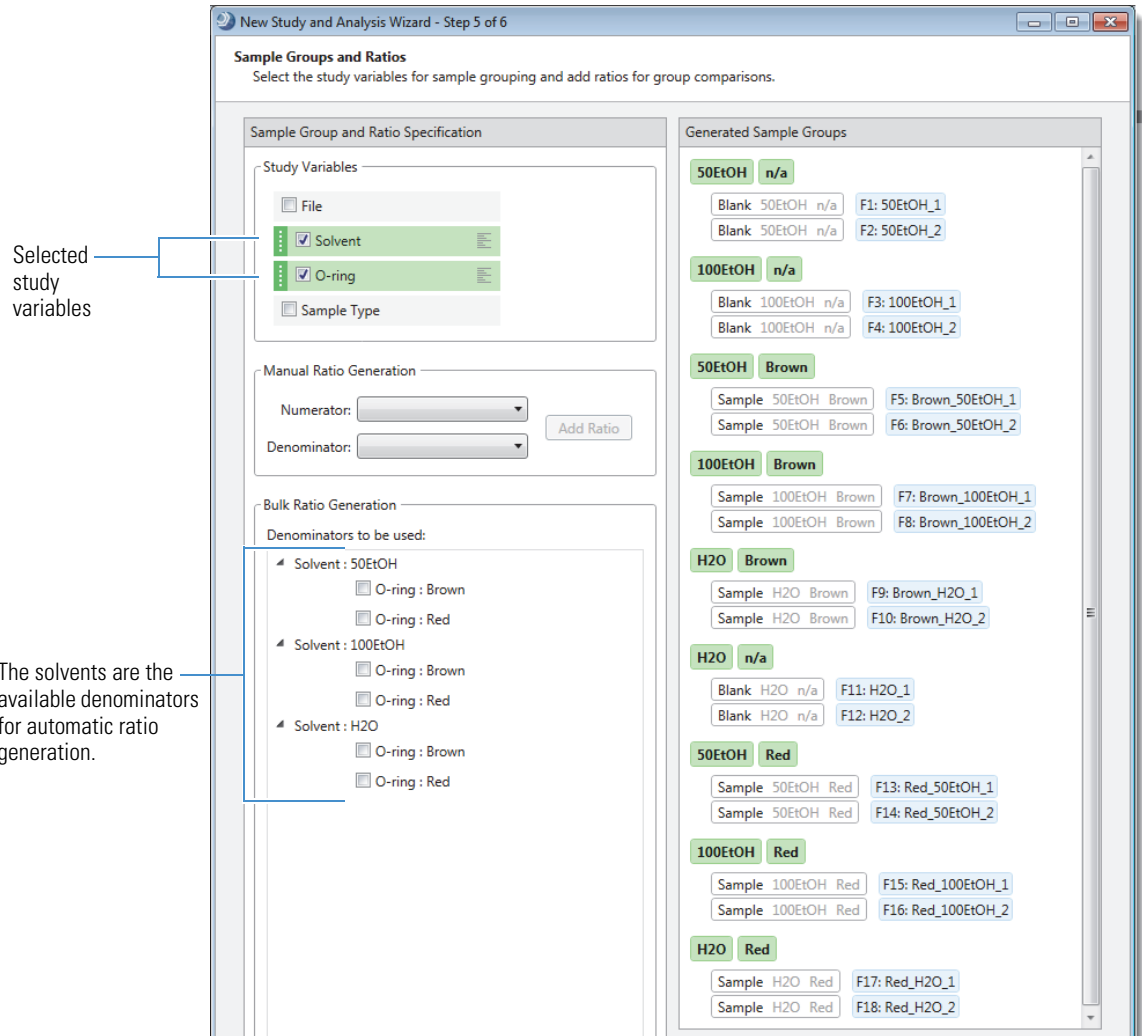 New Study and Analysis Wizard - Step 5 of 6
Sample Groups and Ratios
Select the study variables for sample grouping and add ratios for group comparisons.
Sample Group and Ratio Specification
Study Variables
File
Solvent
O-ring
Sample Type
Selected
study
variables
Manual Ratio Generation
Numerator:
Denominator:
Add Ratio
Bulk Ratio Generation
Denominators to be used:
Solvent : 50EtOH
O-ring : Brown
O-ring : Red
Solvent : 100EtOH
O-ring : Brown
O-ring : Red
Solvent : H2O
O-ring : Brown
O-ring : Red
The solvents are the
available denominators
for automatic ratio
generation.
Generated Sample Groups
50EtOH n/a
Blank 50EtOH n/a F1: 50EtOH_1
Blank 50EtOH n/a F2: 50EtOH_2
100EtOH n/a
Blank 100EtOH n/a F3: 100EtOH_1
Blank 100EtOH n/a F4: 100EtOH_2
50EtOH Brown
Sample 50EtOH Brown F5: Brown_50EtOH_1
Sample 50EtOH Brown F6: Brown_50EtOH_2
100EtOH Brown
Sample 100EtOH Brown F7: Brown_100EtOH_1
Sample 100EtOH Brown F8: Brown_100EtOH_2
H2O Brown
Sample H2O Brown F9: Brown_H2O_1
Sample H2O Brown F10: Brown_H2O_2
H2O n/a
Blank H2O n/a F11: H2O_1
Blank H2O n/a F12: H2O_2
50EtOH Red
Sample 50EtOH Red F13: Red_50EtOH_1
Sample 50EtOH Red F14: Red_50EtOH_2
100EtOH Red
Sample 100EtOH Red F15: Red_100EtOH_1
Sample 100EtOH Red F16: Red_100EtOH_2
H2O Red
Sample H2O Red F17: Red_H2O_1
Sample H2O Red F18: Red_H2O_2